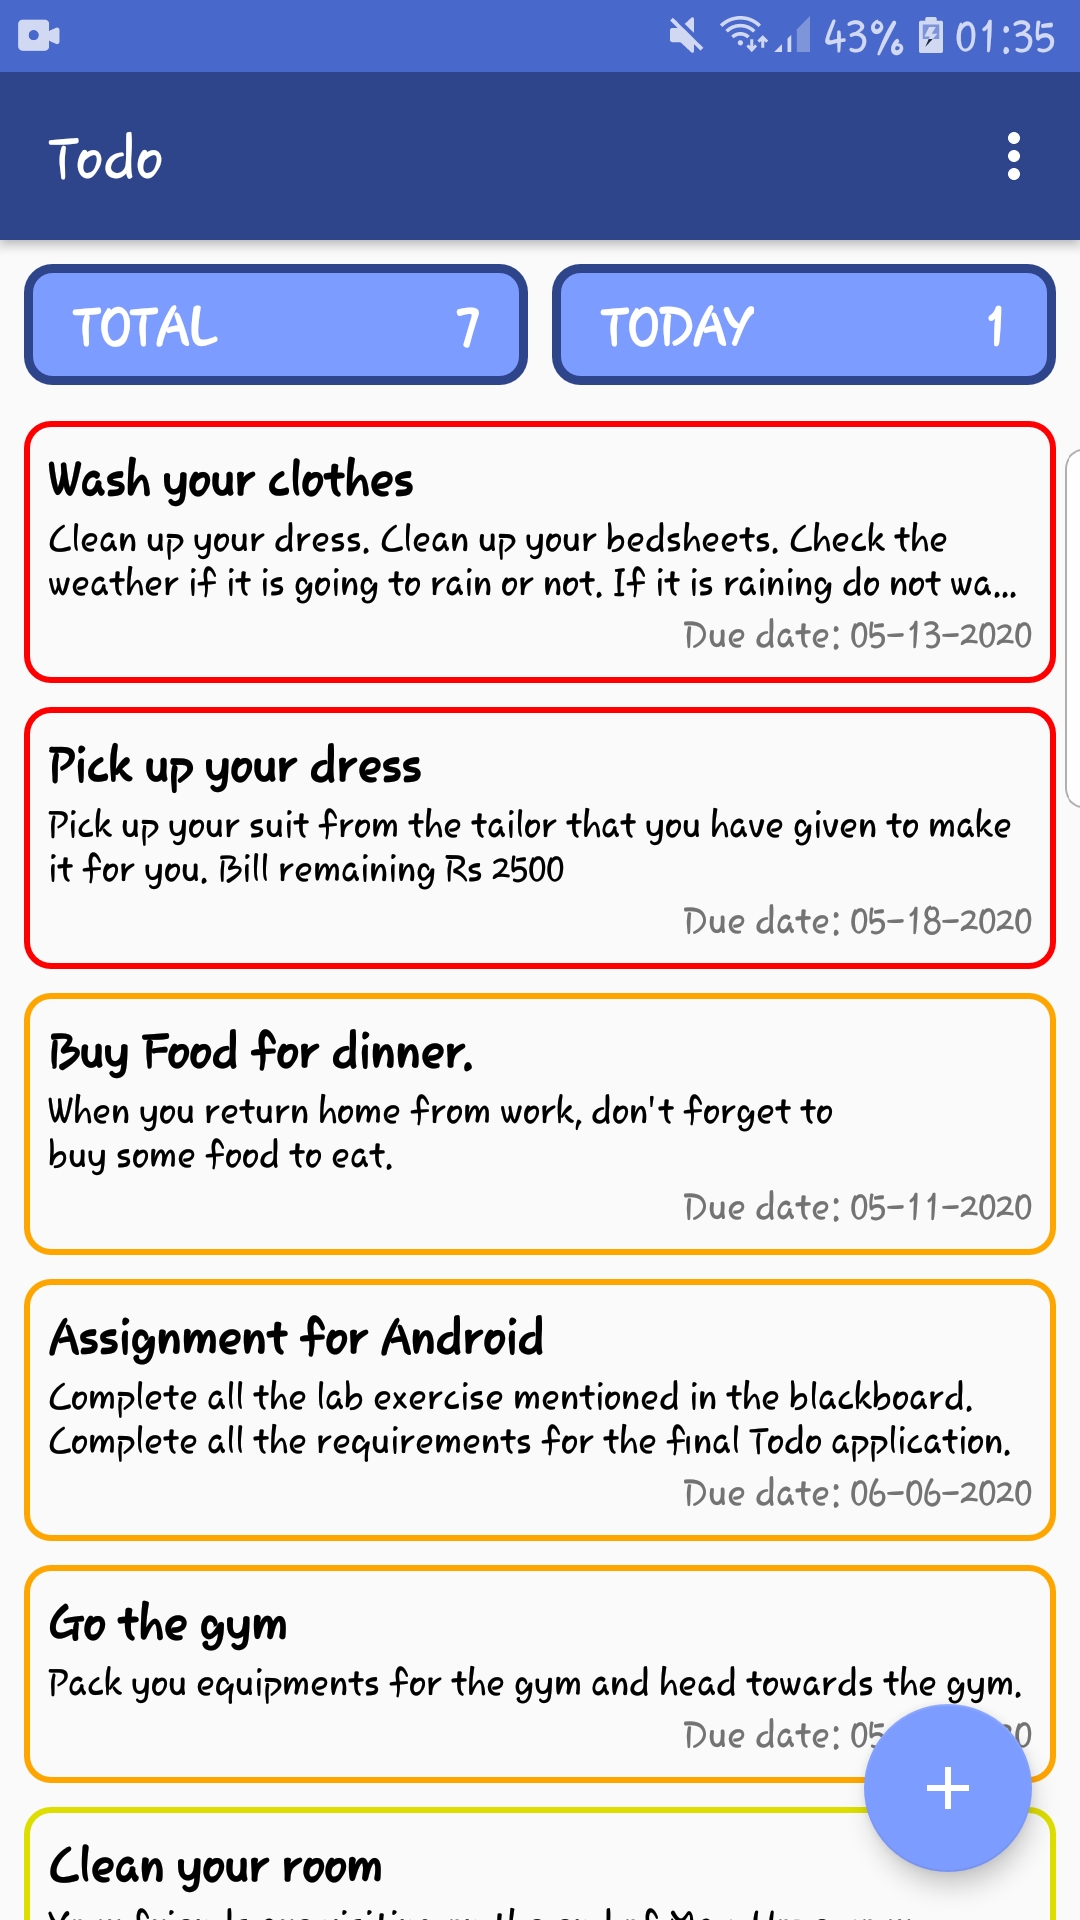 43% 01:35
Todo
TOTAL 7 TODAY 1
Wash your clothes
Clean up your dress. Clean up your bedsheets. Check the
weather if it is going to rain or not. If it is raining do not wa...
Due date: 05-13-2020
Pick up your dress
Pick up your suit from the tailor that you have given to make
it for you. Bill remaining Rs 2500
Due date: 05-18-2020
Buy Food for dinner.
When you return home from work, don't forget to
buy some food to eat.
Due date: 05-11-2020
Assignment for Android
Complete all the lab exercise mentioned in the blackboard.
Complete all the requirements for the final Todo application.
Due date: 06-06-2020
Go the gym
Pack you equipments for the gym and head towards the gym.
Due date:
Clean your room